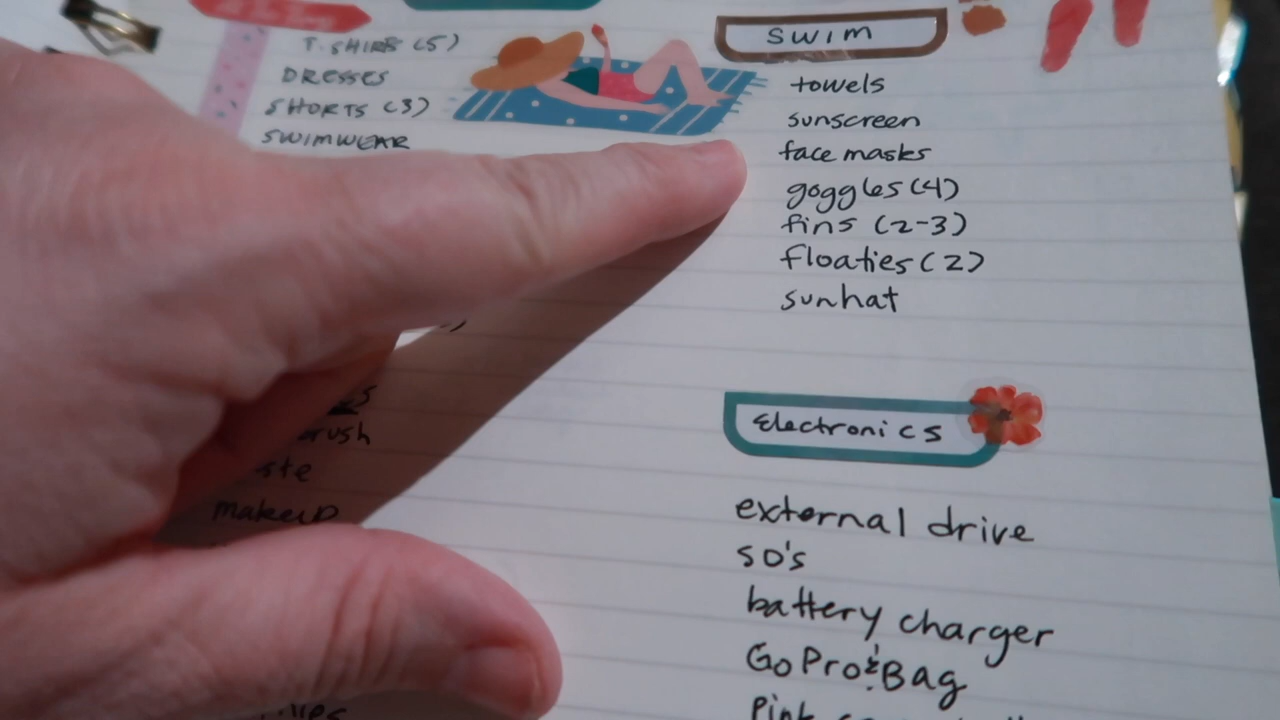 T-SHIRTS (5)
DRESSES
SHORTS (3)
SWIMWEAR
makeup
SWIM
towels
sunscreen
face masks
goggles (4)
fins (2-3)
floaties (2)
sunhat
Electronics
external drive
SD's
battery charger
GoPro & Bag
Pink